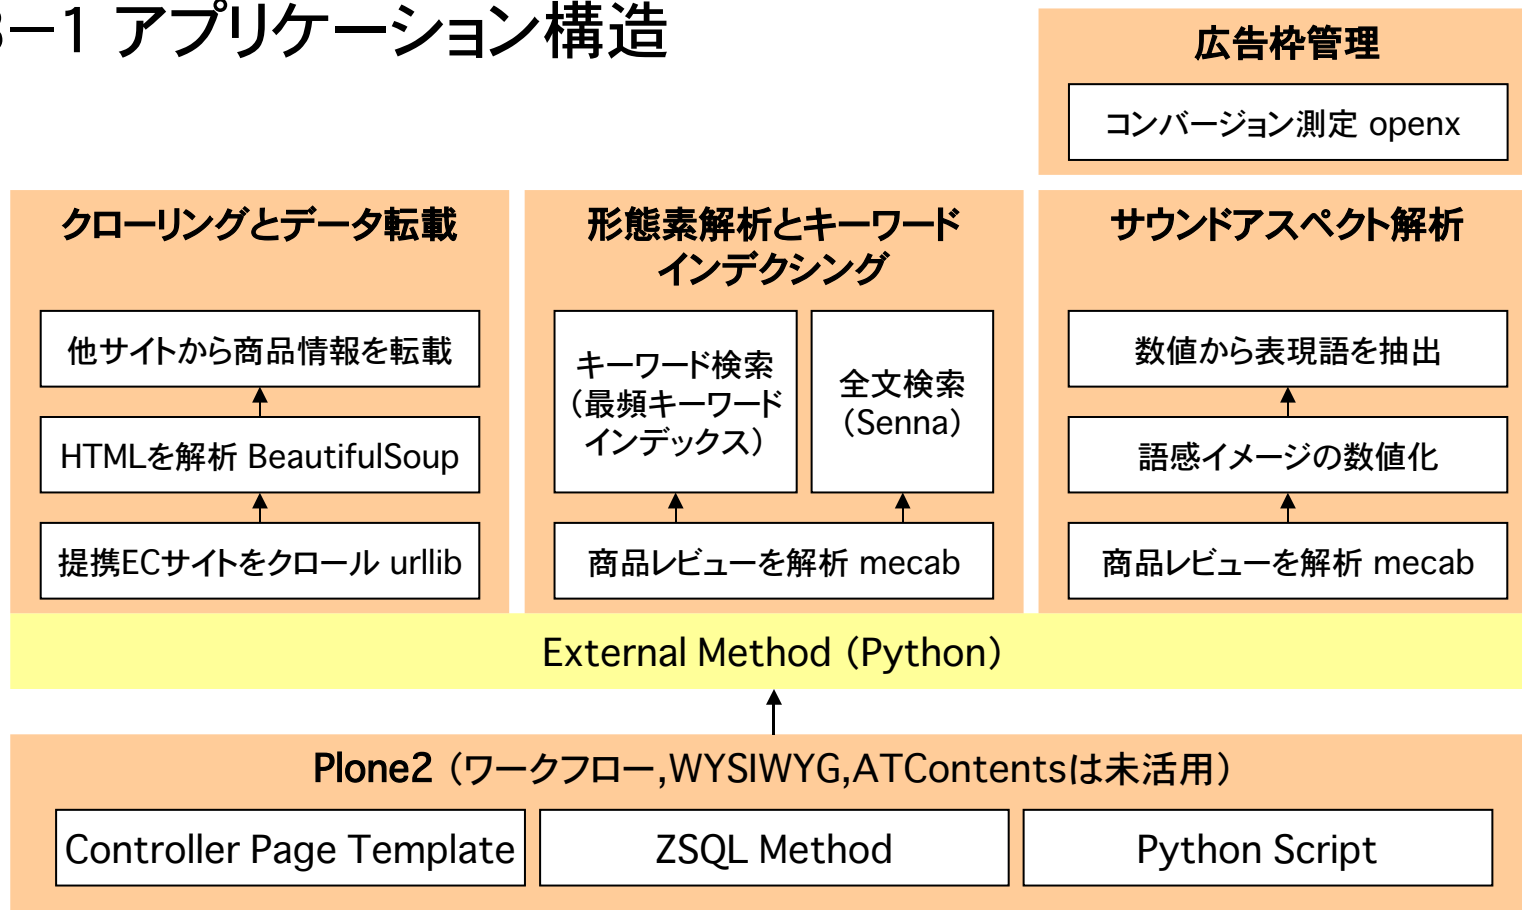 3－1 アプリケーション構造
広告枠管理
コンバージョン測定 openx
クローリングとデータ転載
他サイトから商品情報を転載
HTMLを解析 BeautifulSoup
提携ECサイトをクロール urllib
形態素解析とキーワード
インデクシング
キーワード検索
（最頻キーワード
インデックス）
全文検索
（Senna）
商品レビューを解析 mecab
サウンドアスペクト解析
数値から表現語を抽出
語感イメージの数値化
商品レビューを解析 mecab
External Method（Python）
Plone2（ワークフロー,WYSIWYG,ATContentsは未活用）
Controller Page Template
ZSQL Method
Python Script